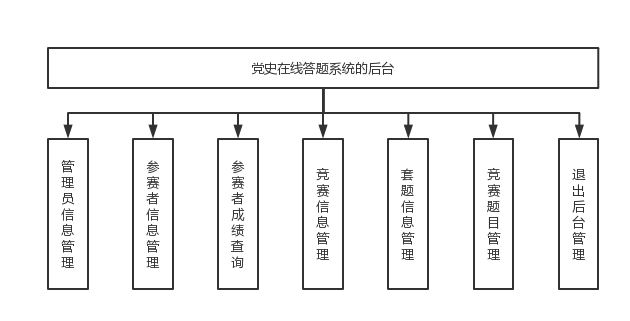 党史在线答题系统的后台
管理员信息管理
参赛者信息管理
参赛者成绩查询
竞赛信息管理
套题信息管理
竞赛题目管理
退出后台管理